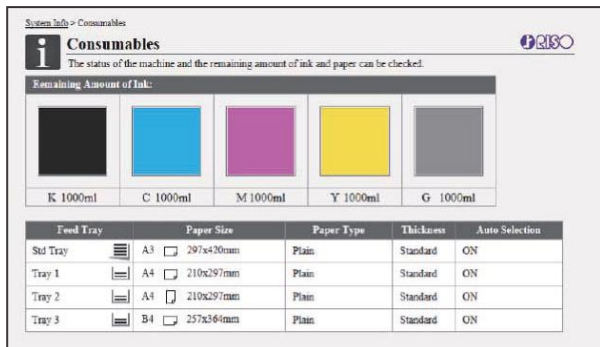 System Info > Consumables
i Consumables RISO
The status of the machine and the remaining amount of ink and paper can be checked.
Remaining Amount of Ink:
K 1000ml C 1000ml M 1000ml Y 1000ml G 1000ml
Feed Tray Paper Size Paper Type Thickness Auto Selection
Std Tray A3 297x420mm Plain Standard ON
Tray 1 A4 210x297mm Plain Standard ON
Tray 2 A4 210x297mm Plain Standard ON
Tray 3 B4 257x364mm Plain Standard ON